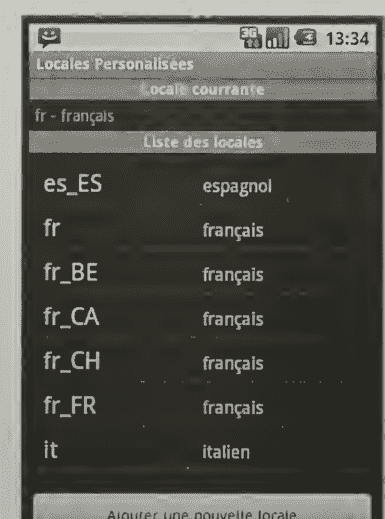 3G 13:34
Locales Personalisées
Locale courrante
fr - français
Liste des locales
es_ES espagnol
fr français
fr_BE français
fr_CA français
fr_CH français
fr_FR français
it italien
Ajouter une nouvelle locale